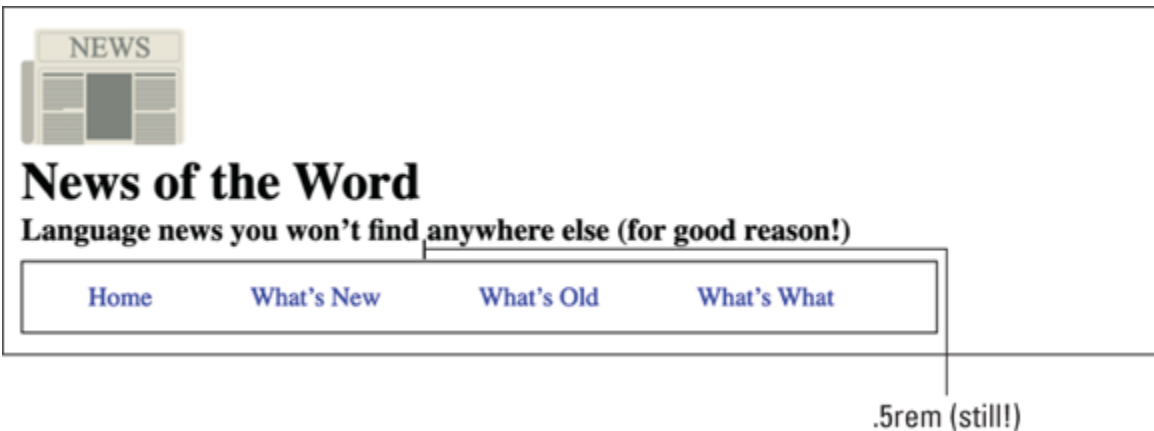 NEWS
News of the Word
Language news you won’t find anywhere else (for good reason!)
Home What’s New What’s Old What’s What
.5rem (still!)